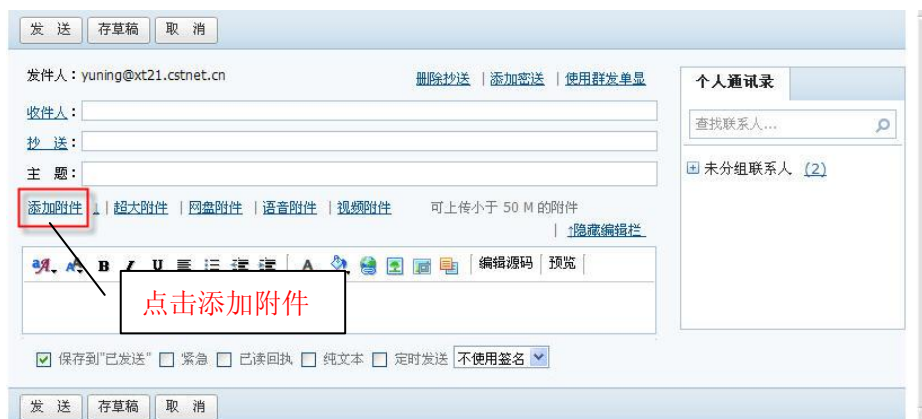 发 送 存草稿 取 消
发件人：yuning@xt21.cstnet.cn 删除抄送 | 添加密送 | 使用群发单显
收件人：
抄 送：
主 题：
添加附件 | 超大附件 | 网盘附件 | 语音附件 | 视频附件 可上传小于 50 M 的附件
| ↑隐藏编辑栏
B I U A 编辑源码 预览
点击添加附件
保存到"已发送" 紧急 已读回执 纯文本 定时发送 不使用签名
发 送 存草稿 取 消
个人通讯录
查找联系人...
未分组联系人 (2)